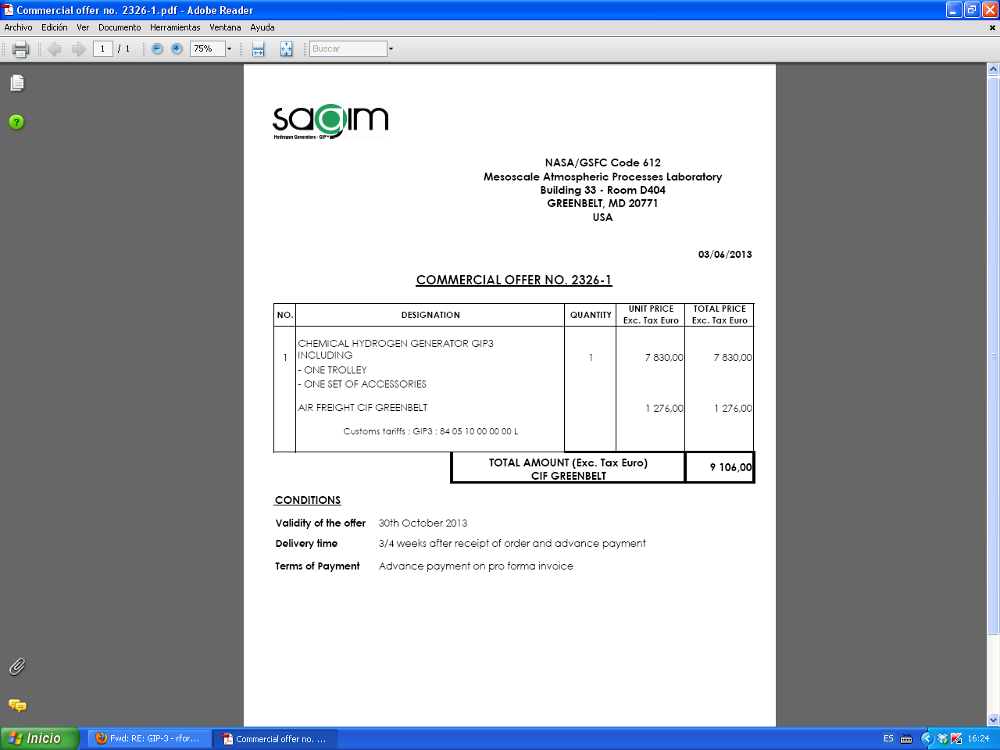 Commercial offer no. 2326-1.pdf - Adobe Reader
Archivo Edición Ver Documento Herramientas Ventana Ayuda
1 / 1 75% Buscar
sagim
Hydrogen Generators - GIP™
NASA/GSFC Code 612
Mesoscale Atmospheric Processes Laboratory
Building 33 - Room D404
GREENBELT, MD 20771
USA
03/06/2013
COMMERCIAL OFFER NO. 2326-1
NO. DESIGNATION QUANTITY UNIT PRICE Exc. Tax Euro TOTAL PRICE Exc. Tax Euro
CHEMICAL HYDROGEN GENERATOR GIP3
INCLUDING
1 1 7 830,00 7 830,00
- ONE TROLLEY
- ONE SET OF ACCESSORIES
AIR FREIGHT CIF GREENBELT 1 276,00 1 276,00
Customs tariffs : GIP3 : 84 05 10 00 00 00 L
TOTAL AMOUNT (Exc. Tax Euro)
CIF GREENBELT 9 106,00
CONDITIONS
Validity of the offer 30th October 2013
Delivery time 3/4 weeks after receipt of order and advance payment
Terms of Payment Advance payment on pro forma invoice
Inicio Fwd: RE: GIP-3 - rfor... Commercial offer no. ... ES 16:24